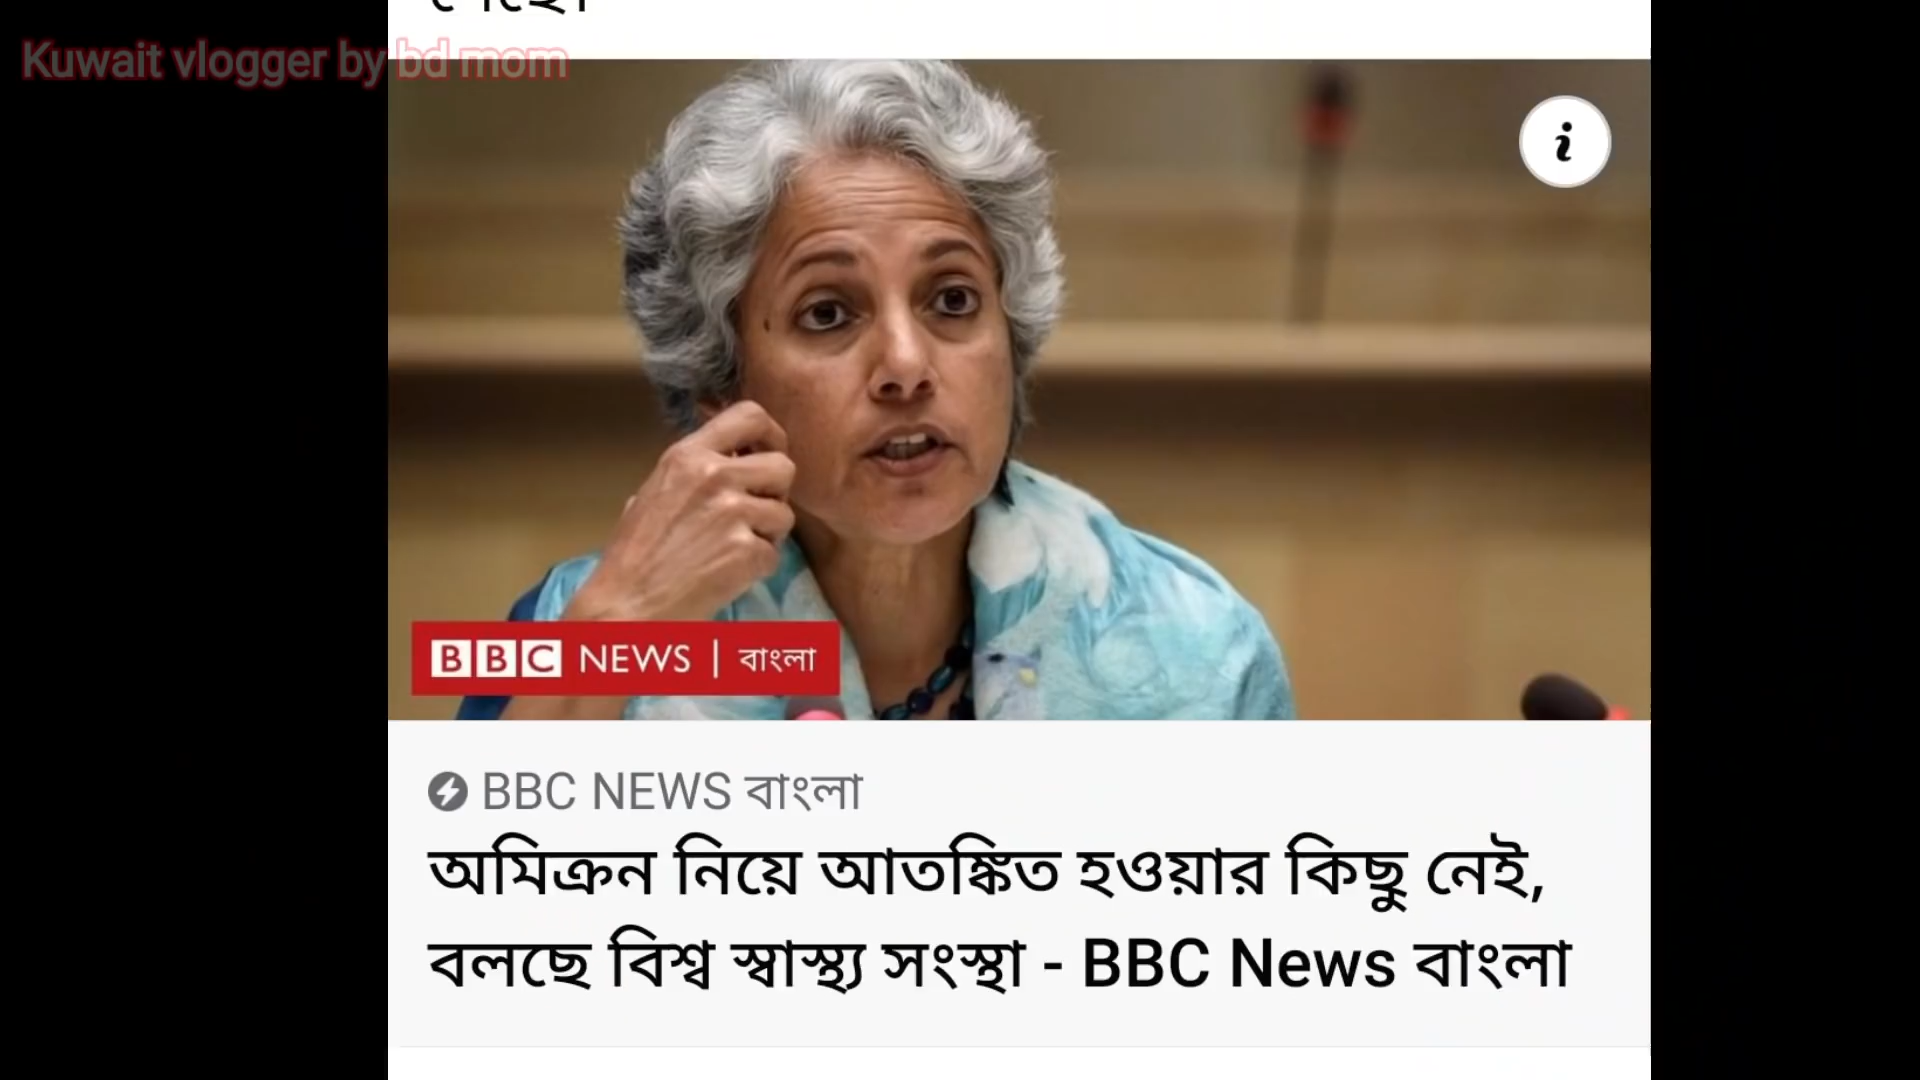 Kuwait vlogger by bd mom
BBC NEWS | বাংলা
BBC NEWS বাংলা
অমিক্রন নিয়ে আতঙ্কিত হওয়ার কিছু নেই,
বলছে বিশ্ব স্বাস্থ্য সংস্থা - BBC News বাংলা